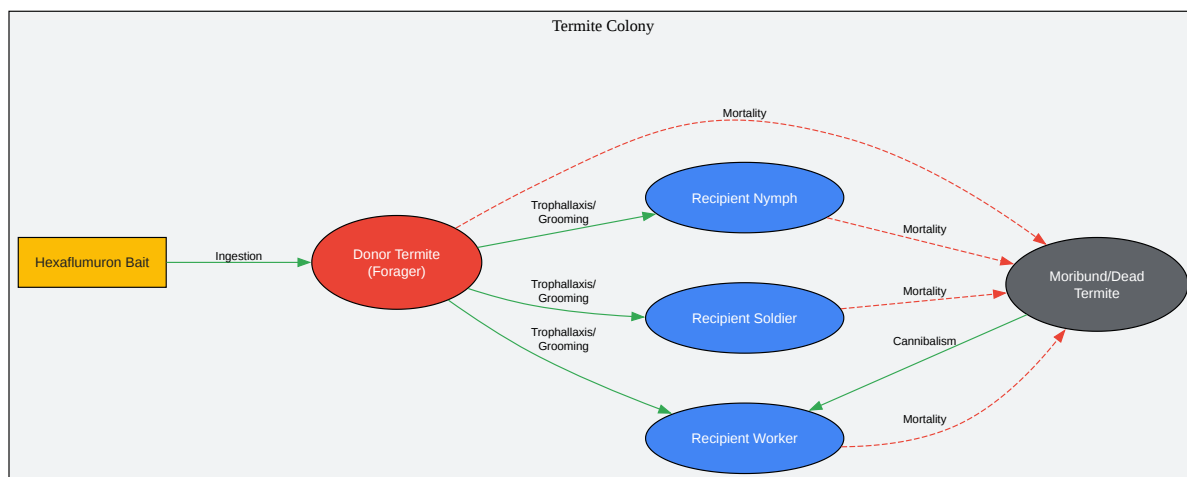 Termite Colony
Mortality
Recipient Nymph
Trophallaxis/
Grooming
Mortality
Hexaflumuron Bait
Ingestion
Donor Termite
(Forager)
Moribund/Dead
Termite
Trophallaxis/
Grooming
Recipient Soldier
Mortality
Trophallaxis/
Grooming
Cannibalism
Recipient Worker
Mortality